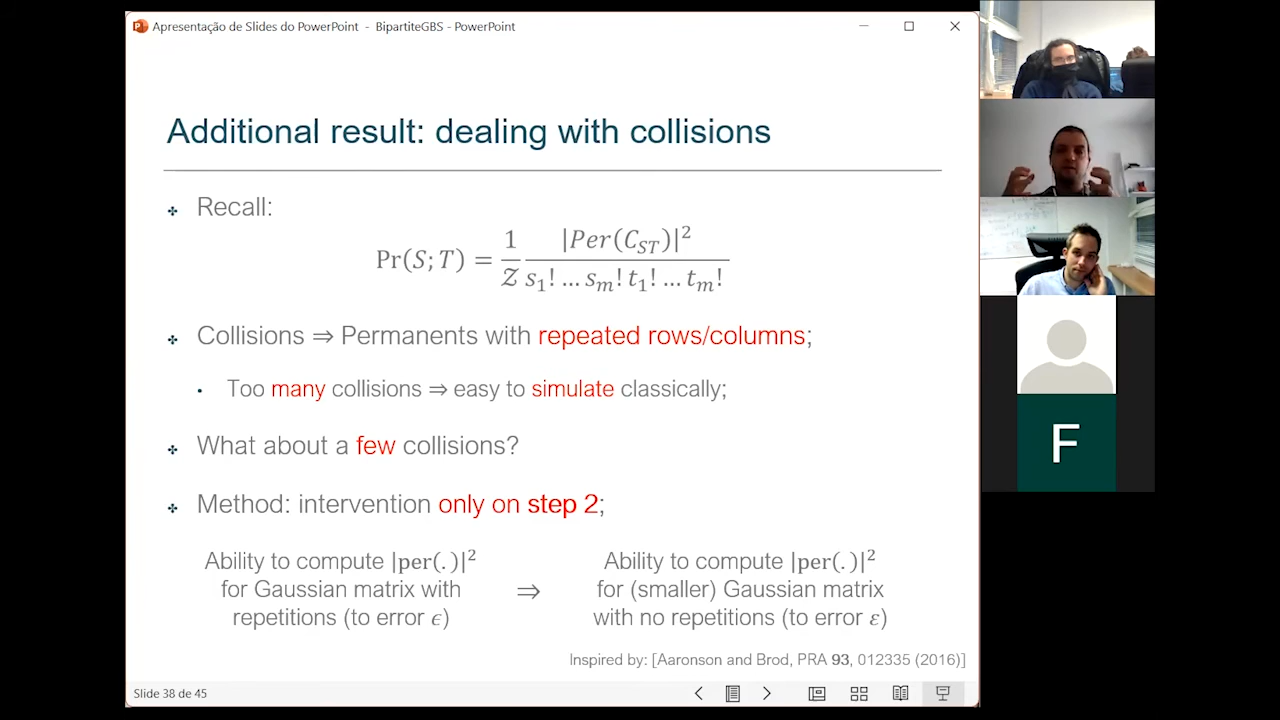 Apresentação de Slides do PowerPoint - BipartiteGBS - PowerPoint
Additional result: dealing with collisions
Recall:
Pr(S; T) = 1/𝒵 |Per(C_ST)|² / s₁! … sₘ! t₁! … tₘ!
Collisions ⇒ Permanents with repeated rows/columns;
Too many collisions ⇒ easy to simulate classically;
What about a few collisions?
Method: intervention only on step 2;
Ability to compute |per(.)|²
for Gaussian matrix with
repetitions (to error ϵ)
⇒
Ability to compute |per(.)|²
for (smaller) Gaussian matrix
with no repetitions (to error ε)
Inspired by: [Aaronson and Brod, PRA 93, 012335 (2016)]
Slide 38 de 45
F